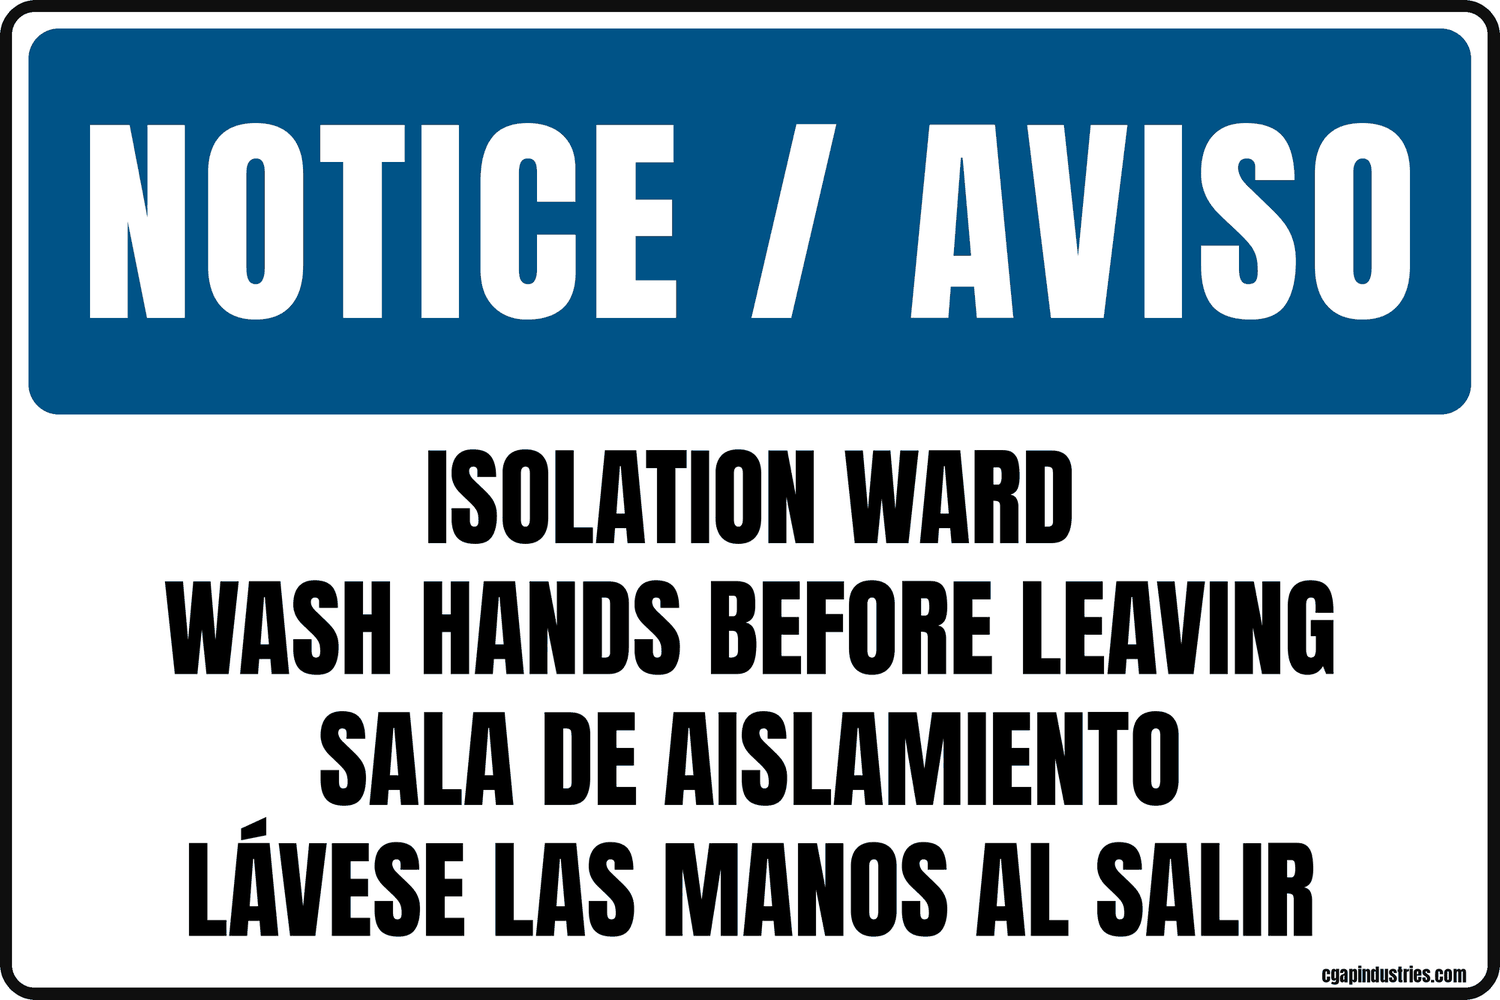 NOTICE / AVISO
ISOLATION WARD
WASH HANDS BEFORE LEAVING
SALA DE AISLAMIENTO
LÁVESE LAS MANOS AL SALIR
cgapindustries.com